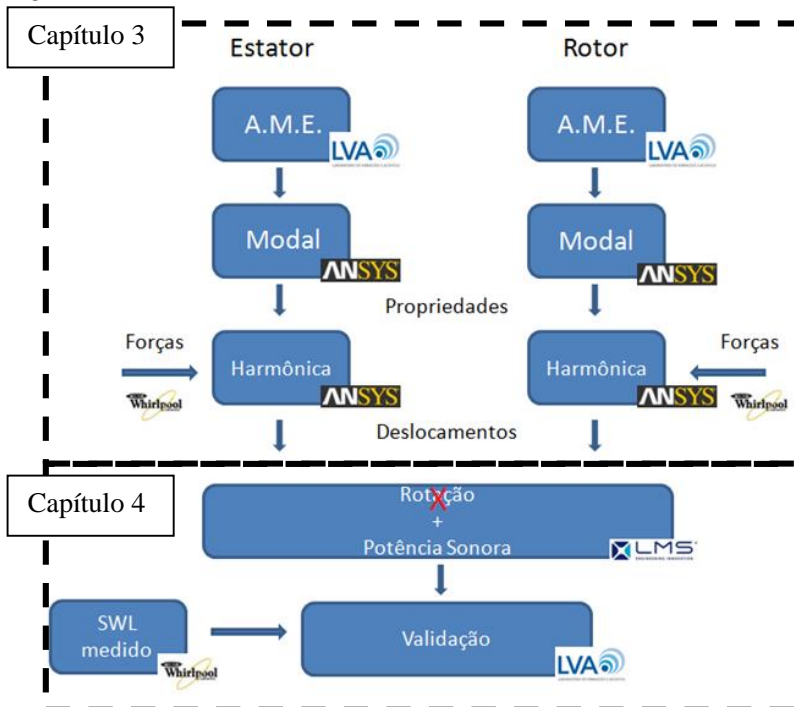 Capítulo 3
Estator
Rotor
A.M.E.
LVA
A.M.E.
LVA
Modal
ANSYS
Modal
ANSYS
Propriedades
Forças
Whirlpool
Harmônica
ANSYS
Harmônica
ANSYS
Forças
Whirlpool
Deslocamentos
Capítulo 4
Rotação
+
Potência Sonora
LMS
SWL
medido
Whirlpool
Validação
LVA